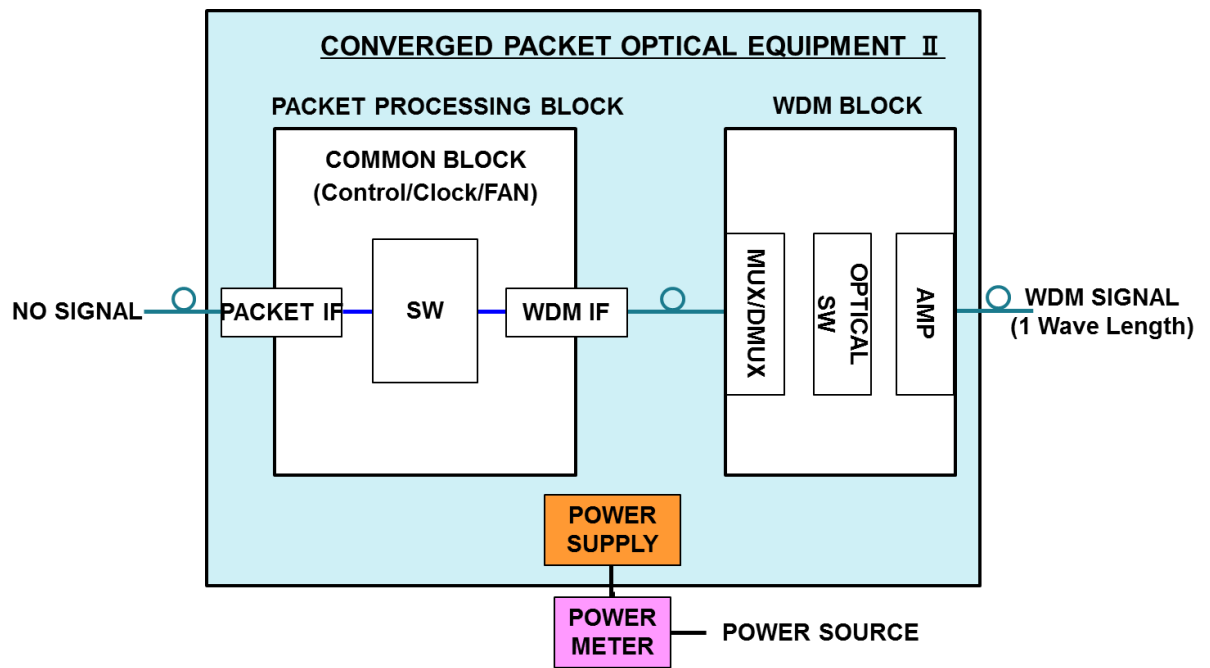 CONVERGED PACKET OPTICAL EQUIPMENT Ⅱ
PACKET PROCESSING BLOCK
WDM BLOCK
COMMON BLOCK
(Control/Clock/FAN)
NO SIGNAL
PACKET IF
SW
WDM IF
MUX/DMUX
OPTICAL
SW
AMP
WDM SIGNAL
(1 Wave Length)
POWER
SUPPLY
POWER
METER
POWER SOURCE